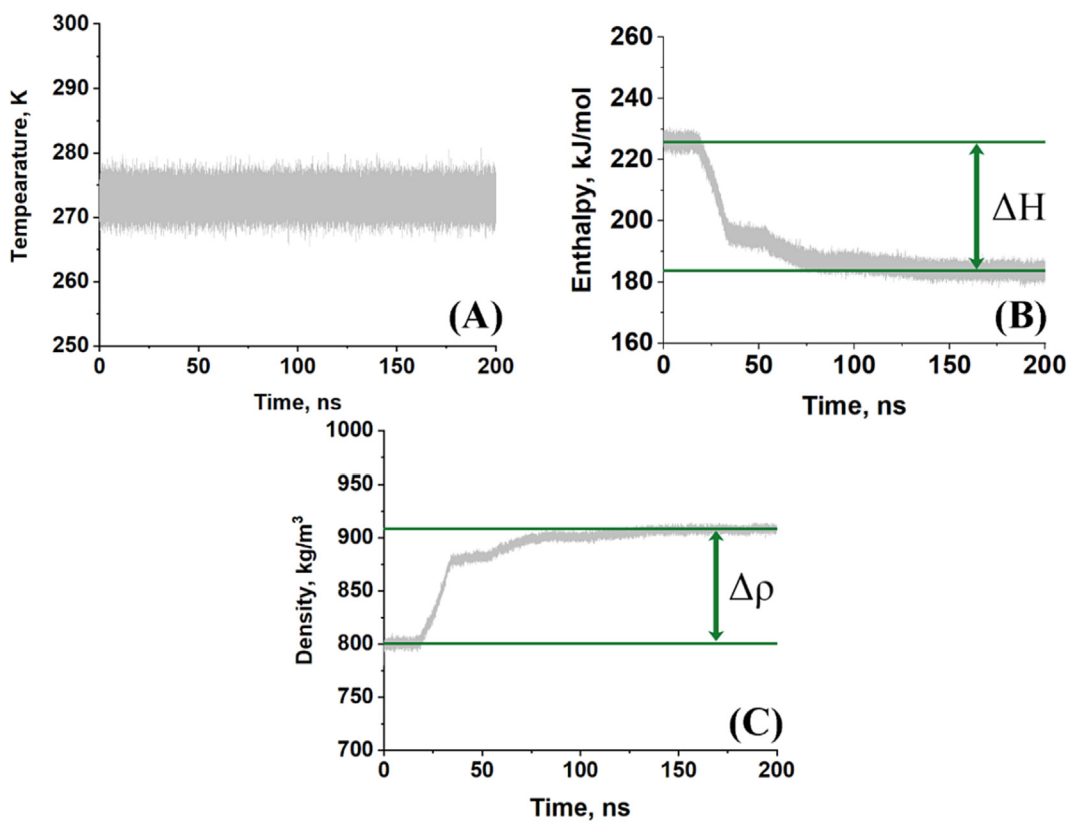 300
290
280
270
260
250
Tempearature, K
0 50 100 150 200
Time, ns
(A)
260
240
220
200
180
160
Enthalpy, kJ/mol
ΔH
0 50 100 150 200
Time, ns
(B)
1000
950
900
850
800
750
700
Density, kg/m³
Δρ
0 50 100 150 200
Time, ns
(C)